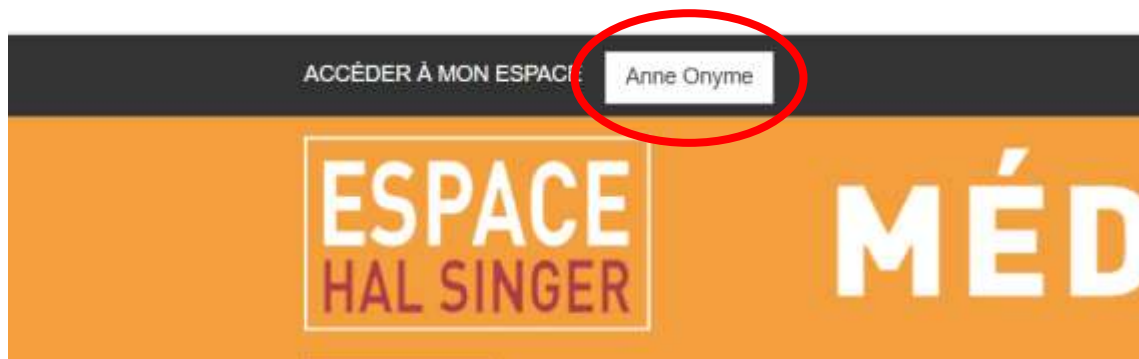 ACCÉDER À MON ESPACE Anne Onyme
ESPACE
HAL SINGER
MÉD